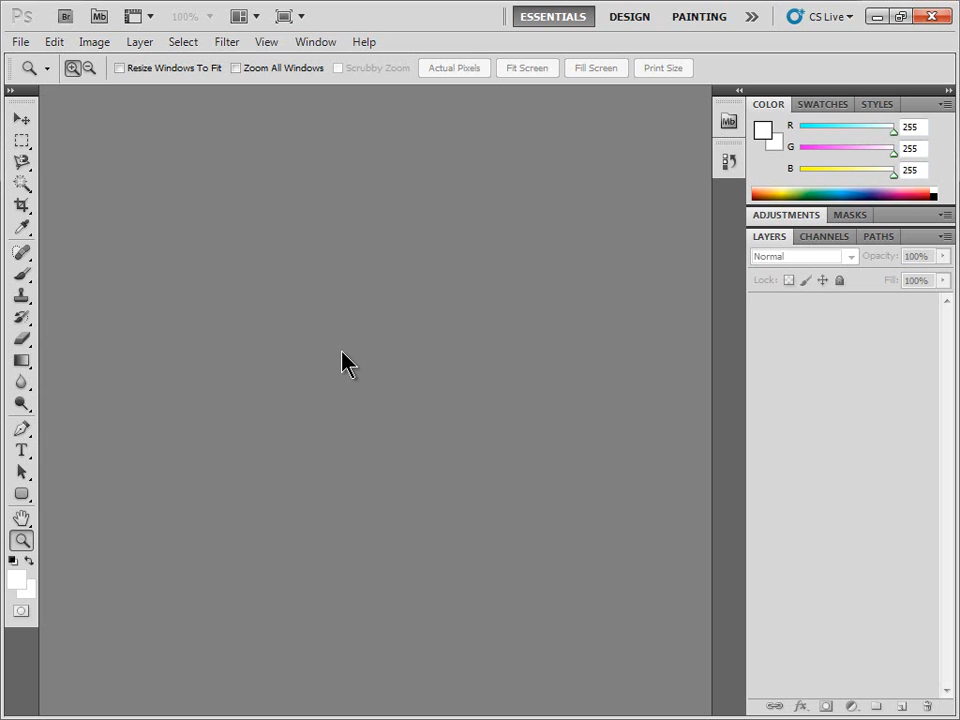 Ps Br Mb 100% ESSENTIALS DESIGN PAINTING CS Live
File Edit Image Layer Select Filter View Window Help
Resize Windows To Fit Zoom All Windows Scrubby Zoom Actual Pixels Fit Screen Fill Screen Print Size
COLOR SWATCHES STYLES
Mb
R 255
G 255
B 255
ADJUSTMENTS MASKS
LAYERS CHANNELS PATHS
Normal Opacity: 100%
Lock: Fill: 100%
T
fx